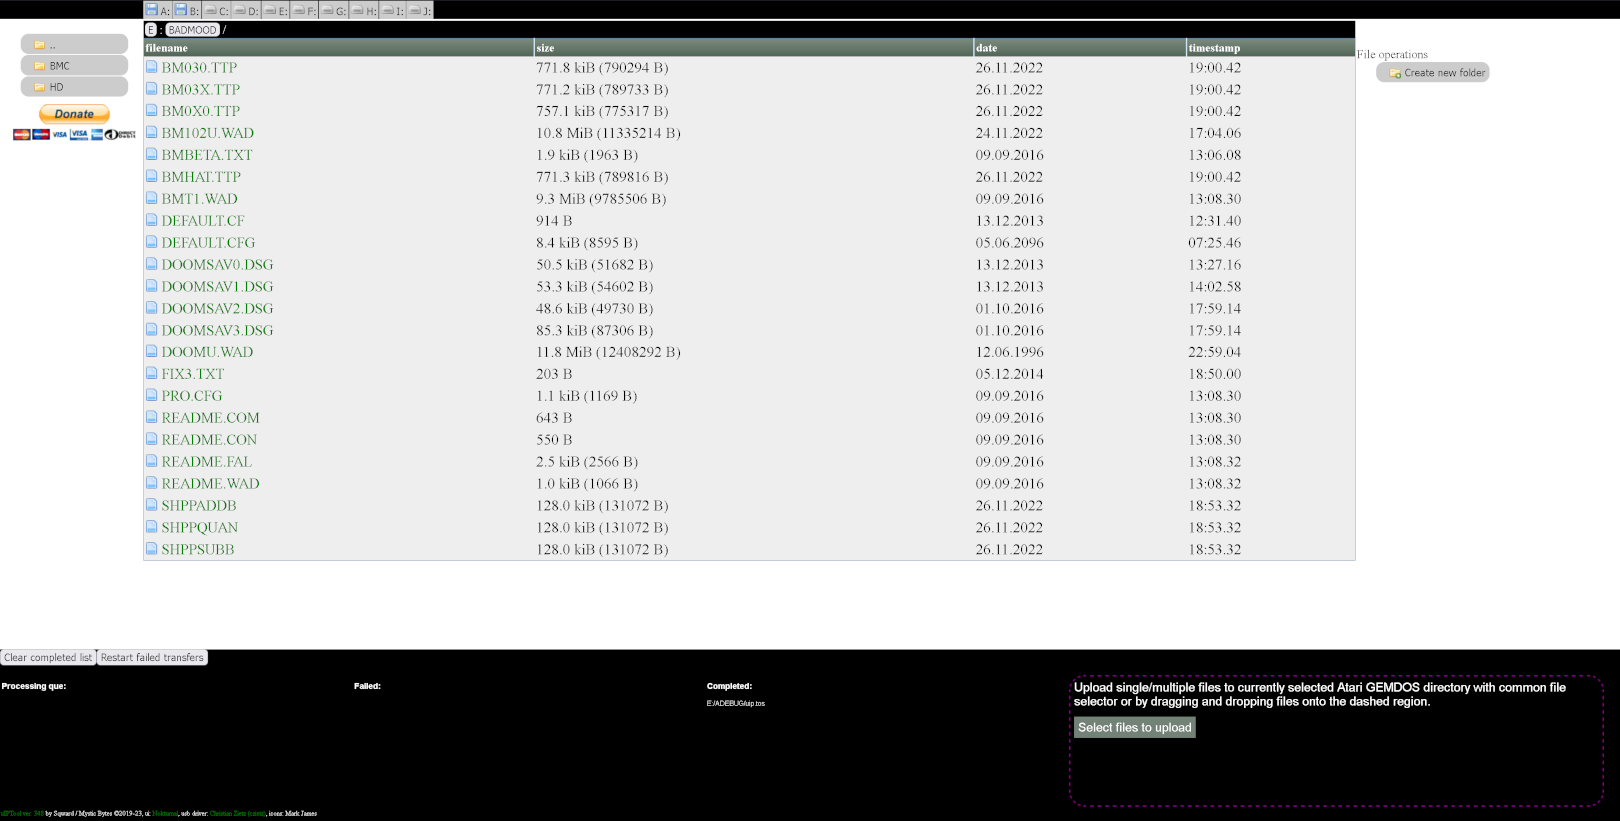 A: B: C: D: E: F: G: H: I: J:
E : BADMOOD /
..
BMC
HD
Donate
VISA VISA DIRECT Debit
filename size date timestamp
BM030.TTP 771.8 kiB (790294 B) 26.11.2022 19:00.42
BM03X.TTP 771.2 kiB (789733 B) 26.11.2022 19:00.42
BM0X0.TTP 757.1 kiB (775317 B) 26.11.2022 19:00.42
BM102U.WAD 10.8 MiB (11335214 B) 24.11.2022 17:04.06
BMBETA.TXT 1.9 kiB (1963 B) 09.09.2016 13:06.08
BMHAT.TTP 771.3 kiB (789816 B) 26.11.2022 19:00.42
BMT1.WAD 9.3 MiB (9785506 B) 09.09.2016 13:08.30
DEFAULT.CF 914 B 13.12.2013 12:31.40
DEFAULT.CFG 8.4 kiB (8595 B) 05.06.2096 07:25.46
DOOMSAV0.DSG 50.5 kiB (51682 B) 13.12.2013 13:27.16
DOOMSAV1.DSG 53.3 kiB (54602 B) 13.12.2013 14:02.58
DOOMSAV2.DSG 48.6 kiB (49730 B) 01.10.2016 17:59.14
DOOMSAV3.DSG 85.3 kiB (87306 B) 01.10.2016 17:59.14
DOOMU.WAD 11.8 MiB (12408292 B) 12.06.1996 22:59.04
FIX3.TXT 203 B 05.12.2014 18:50.00
PRO.CFG 1.1 kiB (1169 B) 09.09.2016 13:08.30
README.COM 643 B 09.09.2016 13:08.30
README.CON 550 B 09.09.2016 13:08.30
README.FAL 2.5 kiB (2566 B) 09.09.2016 13:08.32
README.WAD 1.0 kiB (1066 B) 09.09.2016 13:08.32
SHPPADDB 128.0 kiB (131072 B) 26.11.2022 18:53.32
SHPPQUAN 128.0 kiB (131072 B) 26.11.2022 18:53.32
SHPPSUBB 128.0 kiB (131072 B) 26.11.2022 18:53.32
File operations
Create new folder
Clear completed list Restart failed transfers
Processing que: Failed: Completed:
E:/ADEBUG/uip.tos
Upload single/multiple files to currently selected Atari GEMDOS directory with common file
selector or by dragging and dropping files onto the dashed region.
Select files to upload
uIPTool ver. 348 by Sqward / Mystic Bytes ©2019-23, ui: Nokturnal, usb driver: Christian Zietz (czietz), icons: Mark James